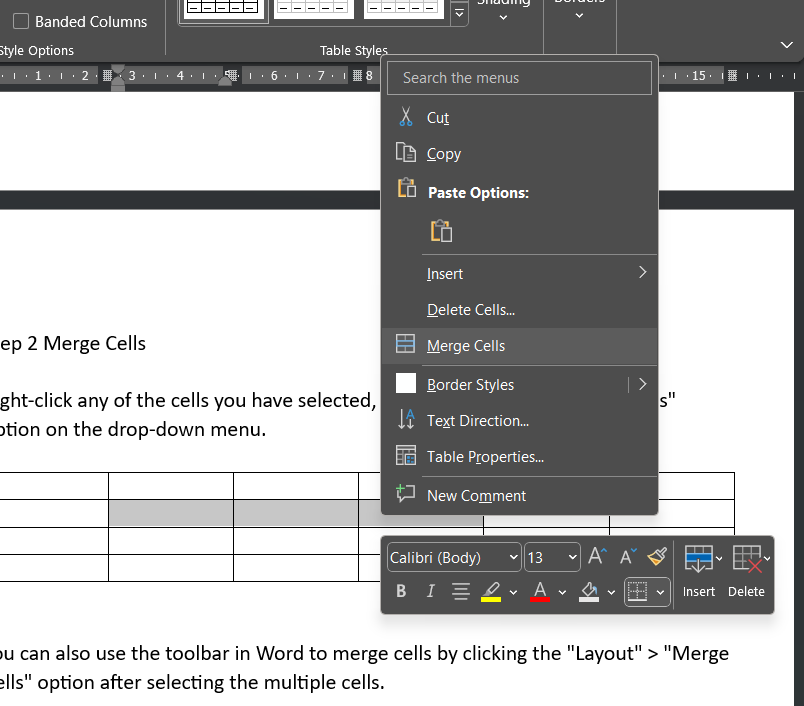 Banded Columns
Style Options
Table Styles
Shading
Borders
1 2 3 4 5 6 7 8 15
Search the menus
Cut
Copy
Paste Options:
Insert
Delete Cells...
Merge Cells
Border Styles
Text Direction...
Table Properties...
New Comment
ep 2 Merge Cells
ght-click any of the cells you have selected, s"
ption on the drop-down menu.
Calibri (Body) 13 A A
B I A Insert Delete
ou can also use the toolbar in Word to merge cells by clicking the "Layout" > "Merge
ells" option after selecting the multiple cells.